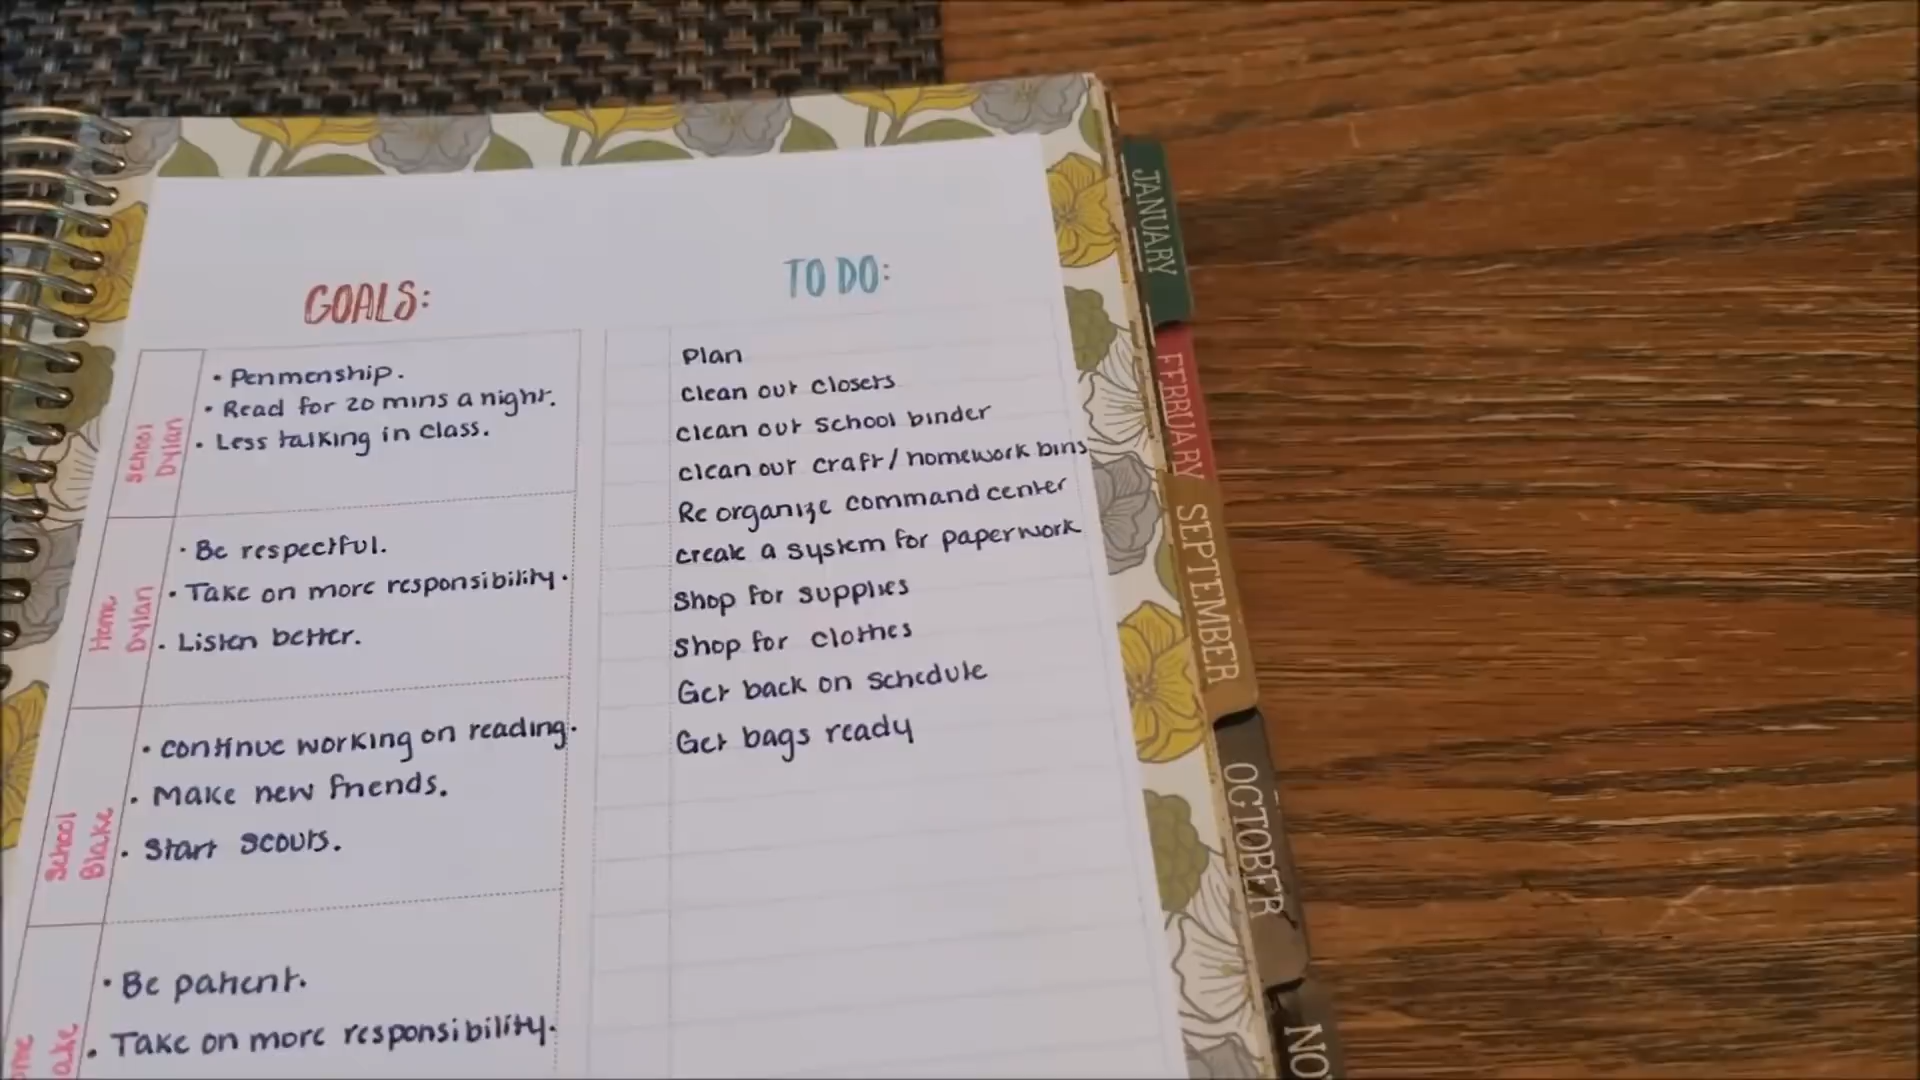 GOALS:
School
Dylan
• Penmenship.
• Read for 20 mins a night.
• Less talking in class.
Home
Dylan
• Be respectful.
• Take on more responsibility.
• Listen better.
School
Blake
• continue working on reading.
• Make new friends.
• Start scouts.
• Be patient.
• Take on more responsibility.
TO DO:
Plan
clean out closets
clean out school binder
clean out craft/homework bins
Re organize command center
create a system for paperwork
Shop for supplies
Shop for clothes
Get back on schedule
Get bags ready
JANUARY
FEBRUARY
SEPTEMBER
OCTOBER